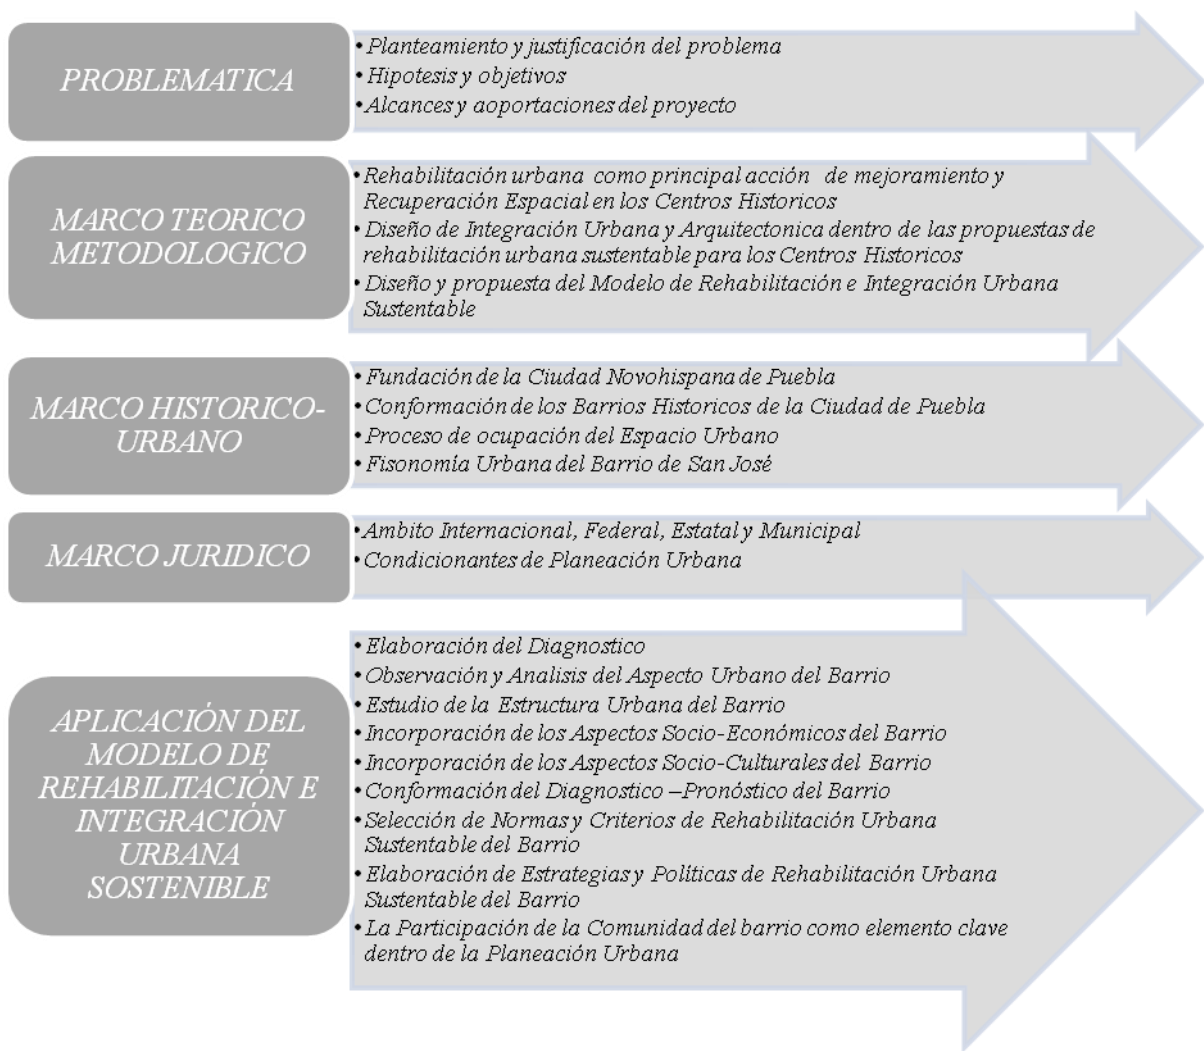 PROBLEMATICA
•Planteamiento y justificación del problema
•Hipotesis y objetivos
•Alcances y aoportaciones del proyecto
MARCO TEORICO
METODOLOGICO
•Rehabilitación urbana como principal acción de mejoramiento y
Recuperación Espacial en los Centros Historicos
•Diseño de Integración Urbana y Arquitectonica dentro de las propuestas de
rehabilitación urbana sustentable para los Centros Historicos
•Diseño y propuesta del Modelo de Rehabilitación e Integración Urbana
Sustentable
MARCO HISTORICO-
URBANO
•Fundación de la Ciudad Novohispana de Puebla
•Conformación de los Barrios Historicos de la Ciudad de Puebla
•Proceso de ocupación del Espacio Urbano
•Fisonomía Urbana del Barrio de San José
MARCO JURIDICO
•Ambito Internacional, Federal, Estatal y Municipal
•Condicionantes de Planeación Urbana
APLICACIÓN DEL
MODELO DE
REHABILITACIÓN E
INTEGRACIÓN
URBANA
SOSTENIBLE
•Elaboración del Diagnostico
•Observación y Analisis del Aspecto Urbano del Barrio
•Estudio de la Estructura Urbana del Barrio
•Incorporación de los Aspectos Socio-Económicos del Barrio
•Incorporación de los Aspectos Socio-Culturales del Barrio
•Conformación del Diagnostico –Pronóstico del Barrio
•Selección de Normas y Criterios de Rehabilitación Urbana
Sustentable del Barrio
•Elaboración de Estrategias y Políticas de Rehabilitación Urbana
Sustentable del Barrio
•La Participación de la Comunidad del barrio como elemento clave
dentro de la Planeación Urbana